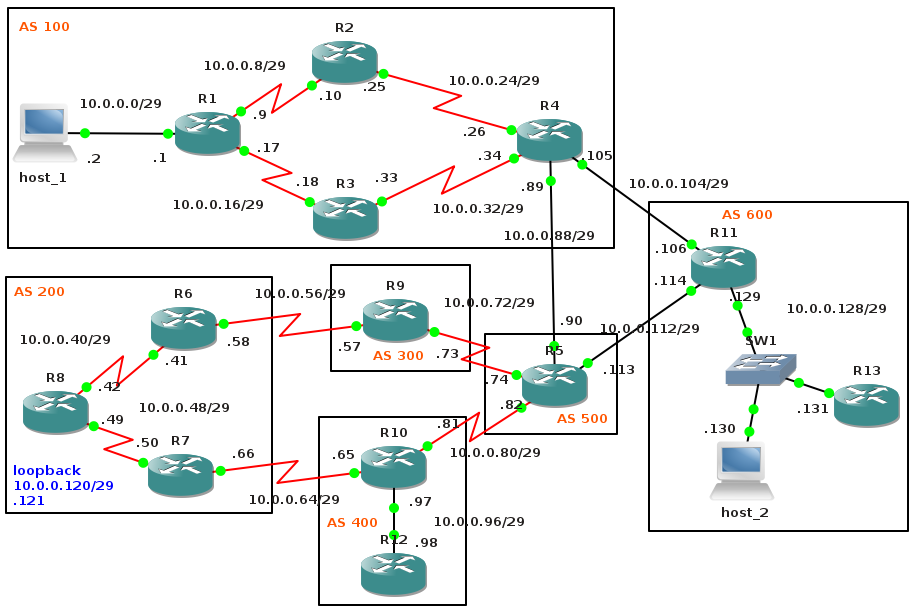 AS 100
R2
10.0.0.8/29
.10
.25
10.0.0.24/29
10.0.0.0/29
R1
.9
R4
.26
.2
.1
.17
.34
.105
host_1
.18
R3
.33
.89
10.0.0.104/29
10.0.0.16/29
10.0.0.32/29
AS 600
10.0.0.88/29
R11
.106
.114
.129
10.0.0.128/29
AS 200
R6
10.0.0.56/29
R9
10.0.0.72/29
.90
10.0.0.112/29
SW1
10.0.0.40/29
.41
.58
.57
AS 300
.73
R5
.113
R8
.42
.74
R13
.49
10.0.0.48/29
.82
AS 500
.131
.50
R7
.66
.65
R10
.81
10.0.0.80/29
.130
loopback
10.0.0.120/29
.121
10.0.0.64/29
.97
host_2
AS 400
10.0.0.96/29
R12
.98